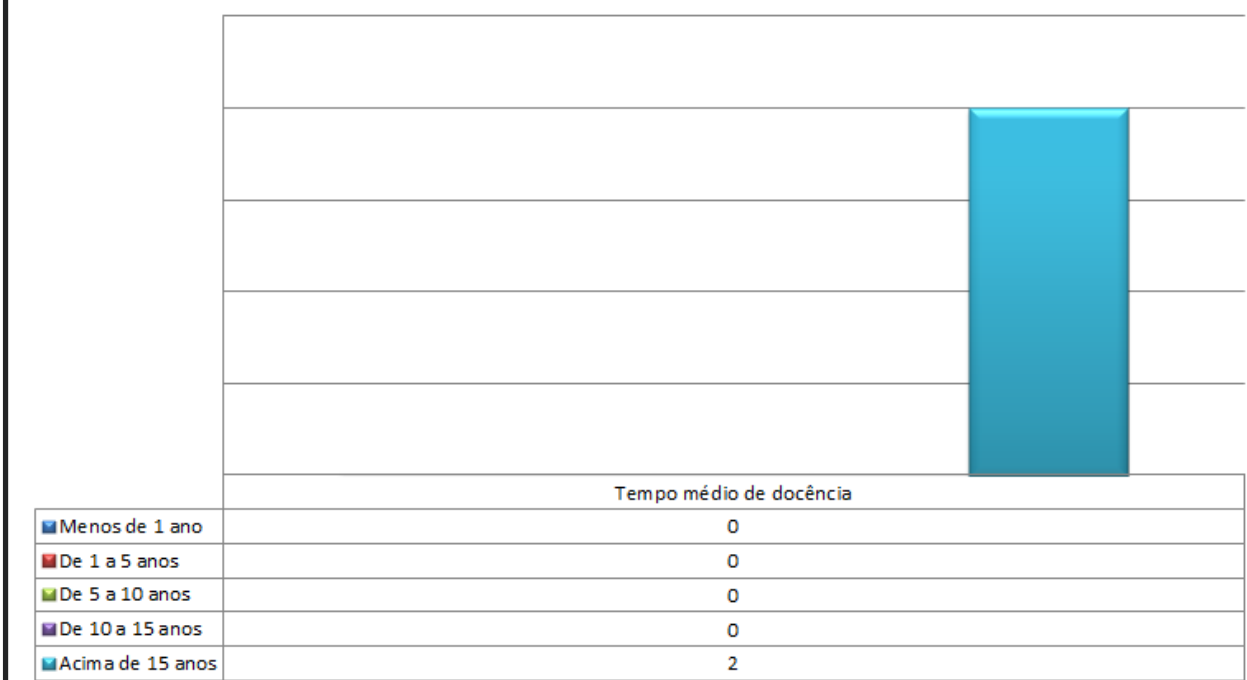 Tempo médio de docência
Menos de 1 ano 0
De 1 a 5 anos 0
De 5 a 10 anos 0
De 10 a 15 anos 0
Acima de 15 anos 2